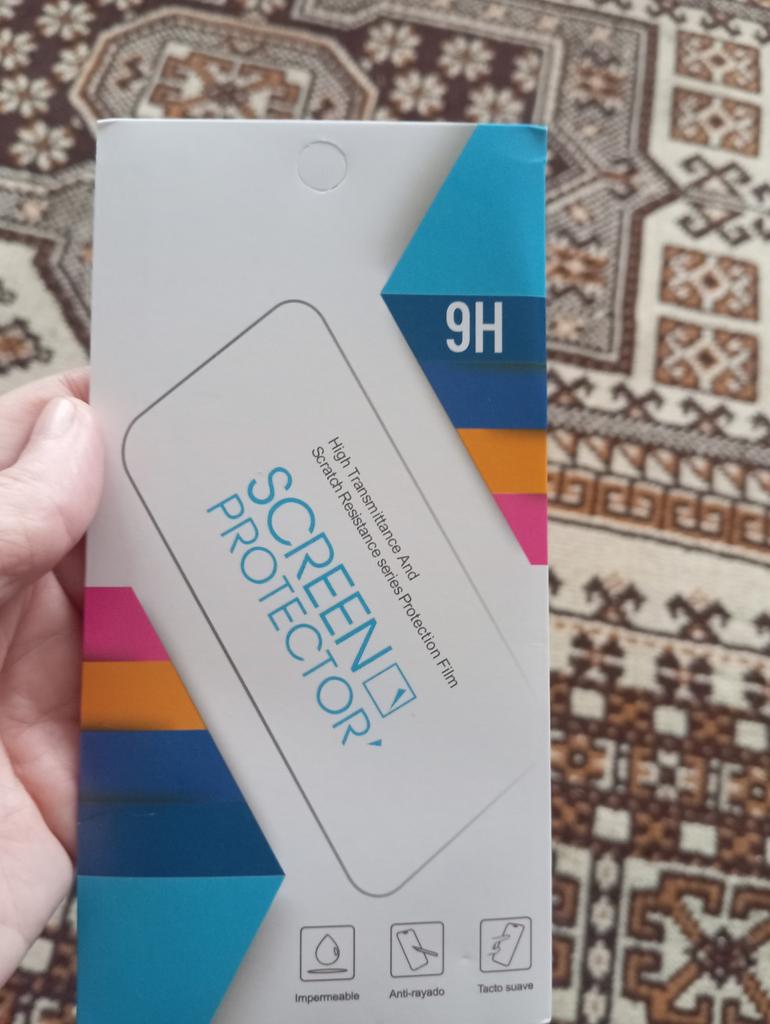 9H
High Transmittance And
Scratch Resistance series Protection Film
SCREEN
PROTECTOR'
Impermeable
Anti-rayado
Tacto suave